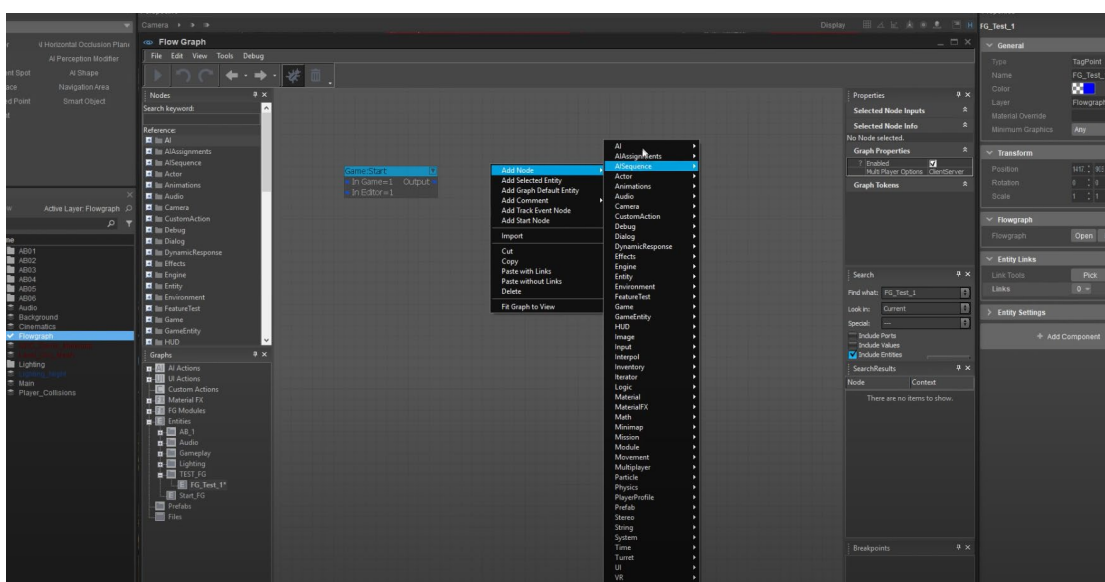 Camera
Display
FG_Test_1
AI Horizontal Occlusion Plane
AI Perception Modifier
AI Shape
Navigation Area
Smart Object
Active Layer: Flowgraph
AB01
AB02
AB03
AB04
AB05
AB06
Audio
Background
Cinematics
Flowgraph
Lighting
Main
Player_Collisions
Flow Graph
File Edit View Tools Debug
Nodes
Search keyword:
Reference:
AI
AIAssignments
AISequence
Actor
Animations
Audio
Camera
CustomAction
Debug
Dialog
DynamicResponse
Effects
Engine
Entity
Environment
FeatureTest
Game
GameEntity
HUD
Graphs
AI Actions
UI Actions
Custom Actions
Material FX
FG Modules
Entities
AB_1
Audio
Gameplay
Lighting
TEST_FG
FG_Test_1*
Start_FG
Prefabs
Files
Game:Start
In Game=1 Output
In Editor=1
Add Node
Add Selected Entity
Add Graph Default Entity
Add Comment
Add Track Event Node
Add Start Node
Import
Cut
Copy
Paste with Links
Paste without Links
Delete
Fit Graph to View
AI
AIAssignments
AISequence
Actor
Animations
Audio
Camera
CustomAction
Debug
Dialog
DynamicResponse
Effects
Engine
Entity
Environment
FeatureTest
Game
GameEntity
HUD
Image
Input
Interpol
Inventory
Iterator
Logic
Material
MaterialFX
Math
Minimap
Mission
Module
Movement
Multiplayer
Particle
Physics
PlayerProfile
Prefab
Stereo
String
System
Time
Turret
UI
VR
Properties
Selected Node Inputs
Selected Node Info
No Node selected.
Graph Properties
? Enabled
Multi Player Options ClientServer
Graph Tokens
Search
Find what: FG_Test_1
Look in: Current
Special: ---
Include Ports
Include Values
Include Entities
SearchResults
Node Context
There are no items to show.
Breakpoints
General
Type TagPoint
Name FG_Test_
Color
Layer Flowgraph
Material Override
Minimum Graphics Any
Transform
Position
Rotation 0 0
Scale 1 1
Flowgraph
Flowgraph Open
Entity Links
Link Tools Pick
Links 0
Entity Settings
+ Add Component